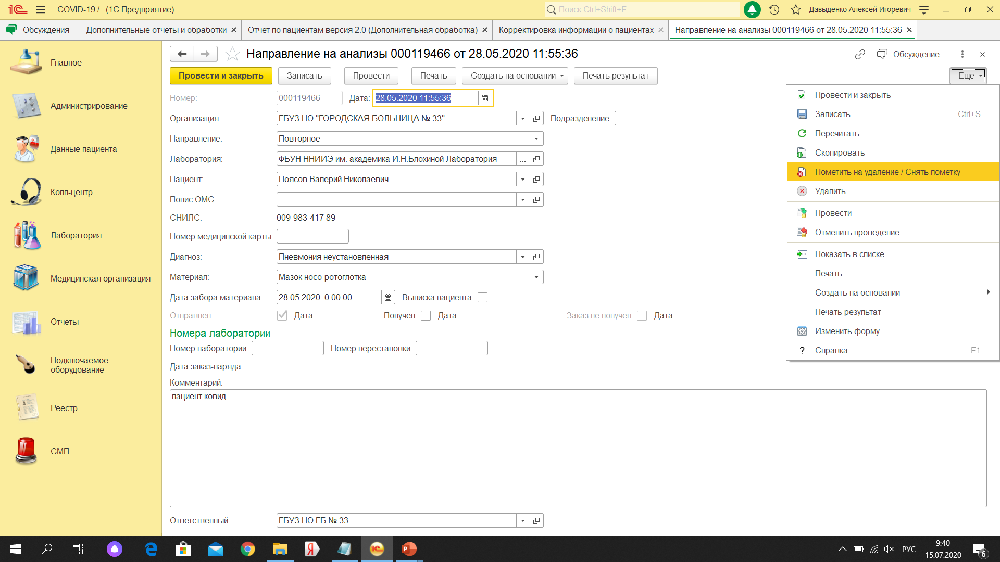 COVID-19 / (1С:Предприятие)
Поиск Ctrl+Shift+F
Давыденко Алексей Игоревич
Обсуждения
Дополнительные отчеты и обработки
Отчет по пациентам версия 2.0 (Дополнительная обработка)
Корректировка информации о пациентах
Направление на анализы 000119466 от 28.05.2020 11:55:36
Главное
Администрирование
Данные пациента
Колл-центр
Лаборатория
Медицинская организация
Отчеты
Подключаемое
оборудование
Реестр
СМП
Направление на анализы 000119466 от 28.05.2020 11:55:36
Обсуждение
Провести и закрыть
Записать
Провести
Печать
Создать на основании
Печать результат
Еще
Номер: 000119466 Дата: 28.05.2020 11:55:36
Организация: ГБУЗ НО "ГОРОДСКАЯ БОЛЬНИЦА № 33" Подразделение:
Направление: Повторное
Лаборатория: ФБУН ННИИЭ им. академика И.Н.Блохиной Лаборатория ...
Пациент: Поясов Валерий Николаевич
Полис ОМС:
СНИЛС: 009-983-417 89
Номер медицинской карты:
Диагноз: Пневмония неустановленная
Материал: Мазок носо-ротоглотка
Дата забора материала: 28.05.2020 0:00:00 Выписка пациента:
Отправлен: Дата: Получен: Дата: Заказ не получен: Дата:
Номера лаборатории
Номер лаборатории: Номер перестановки:
Дата заказ-наряда:
Комментарий:
пациент ковид
Ответственный: ГБУЗ НО ГБ № 33
Провести и закрыть
Записать Ctrl+S
Перечитать
Скопировать
Пометить на удаление / Снять пометку
Удалить
Провести
Отменить проведение
Показать в списке
Печать
Создать на основании
Печать результат
Изменить форму...
? Справка F1
РУС
9:40
15.07.2020
6